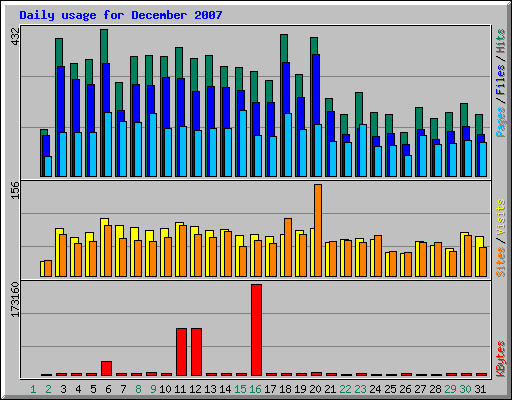 Daily usage for December 2007
432
Pages / Files / Hits
156
Sites / Visits
173160
KBytes
1 2 3 4 5 6 7 8 9 10 11 12 13 14 15 16 17 18 19 20 21 22 23 24 25 26 27 28 29 30 31